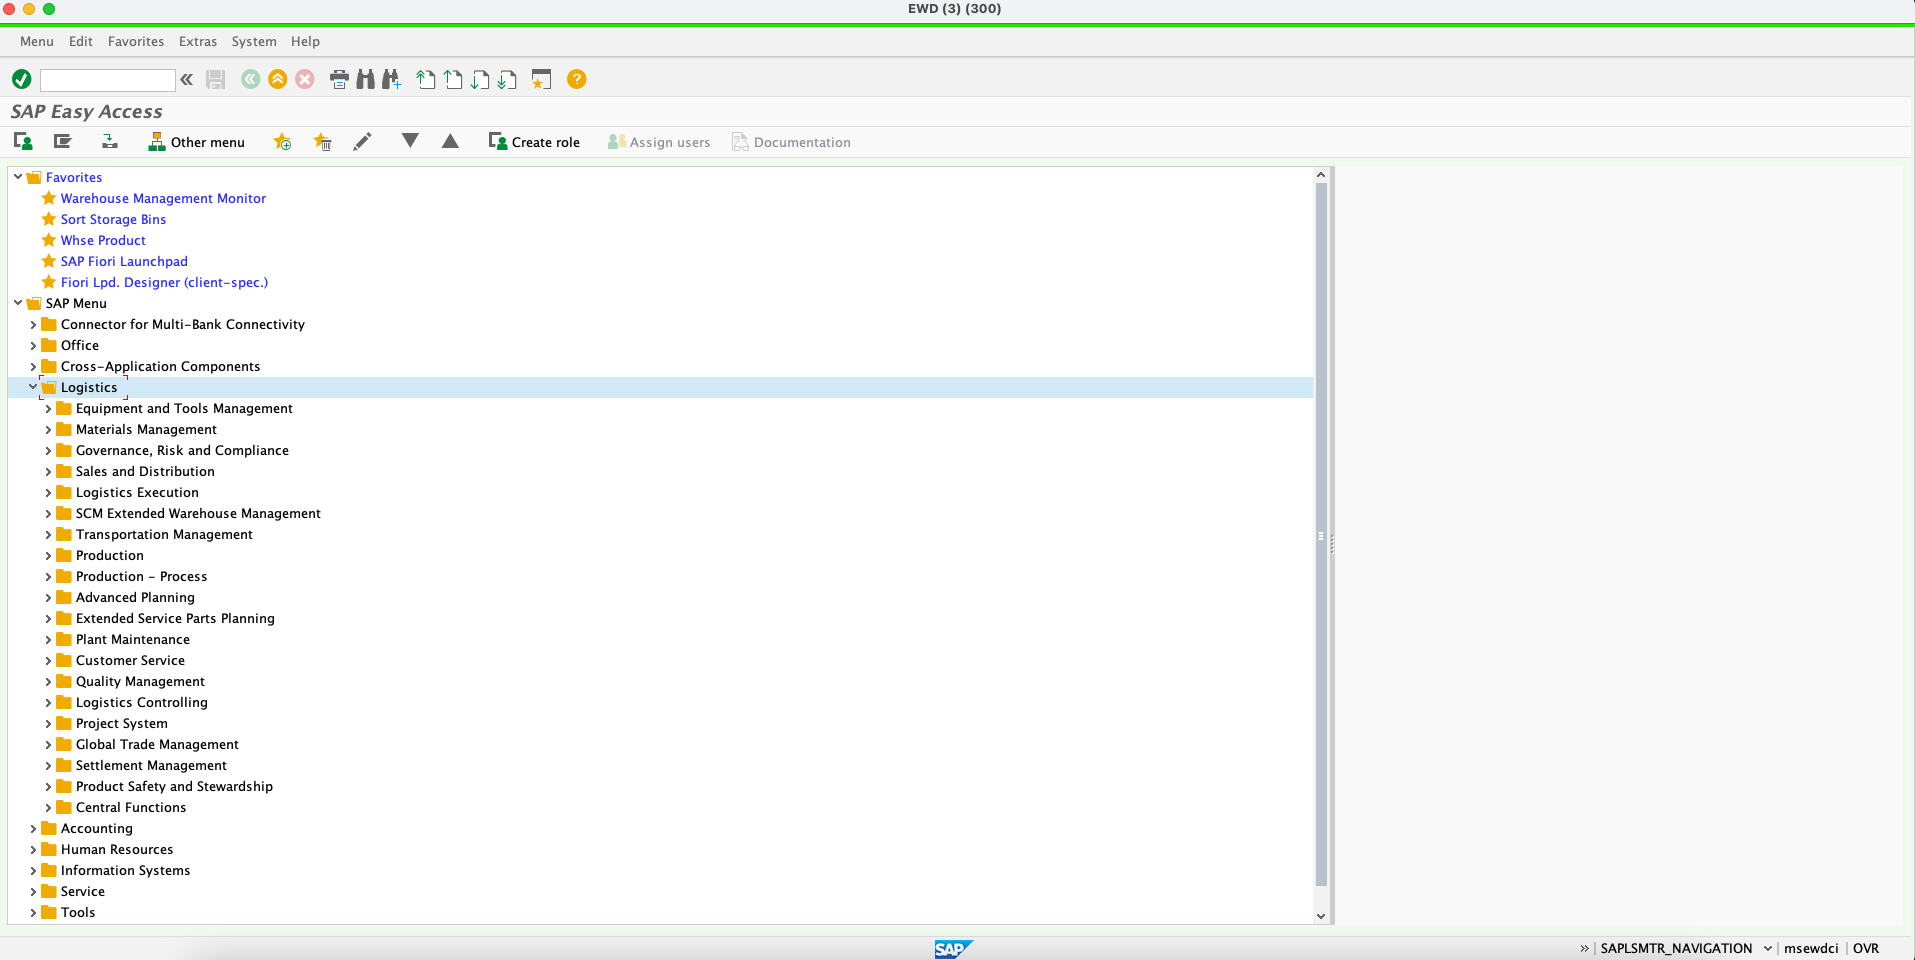 EWD (3) (300)
Menu Edit Favorites Extras System Help
SAP Easy Access
Other menu Create role Assign users Documentation
Favorites
Warehouse Management Monitor
Sort Storage Bins
Whse Product
SAP Fiori Launchpad
Fiori Lpd. Designer (client-spec.)
SAP Menu
Connector for Multi-Bank Connectivity
Office
Cross-Application Components
Logistics
Equipment and Tools Management
Materials Management
Governance, Risk and Compliance
Sales and Distribution
Logistics Execution
SCM Extended Warehouse Management
Transportation Management
Production
Production - Process
Advanced Planning
Extended Service Parts Planning
Plant Maintenance
Customer Service
Quality Management
Logistics Controlling
Project System
Global Trade Management
Settlement Management
Product Safety and Stewardship
Central Functions
Accounting
Human Resources
Information Systems
Service
Tools
SAP SAPLSMTR_NAVIGATION msewdci OVR